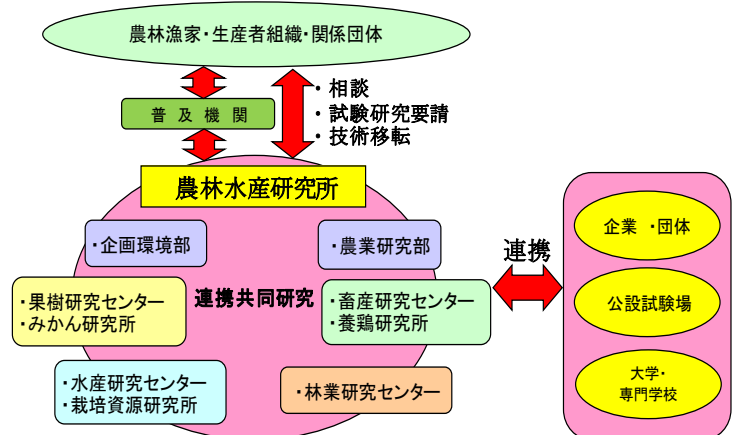 農林漁家・生産者組織・関係団体
普及機関
・相談
・試験研究要請
・技術移転
農林水産研究所
・企画環境部
・農業研究部
連携
・果樹研究センター
・みかん研究所
連携共同研究
・畜産研究センター
・養鶏研究所
・水産研究センター
・栽培資源研究所
・林業研究センター
企業 ・団体
公設試験場
大学・
専門学校